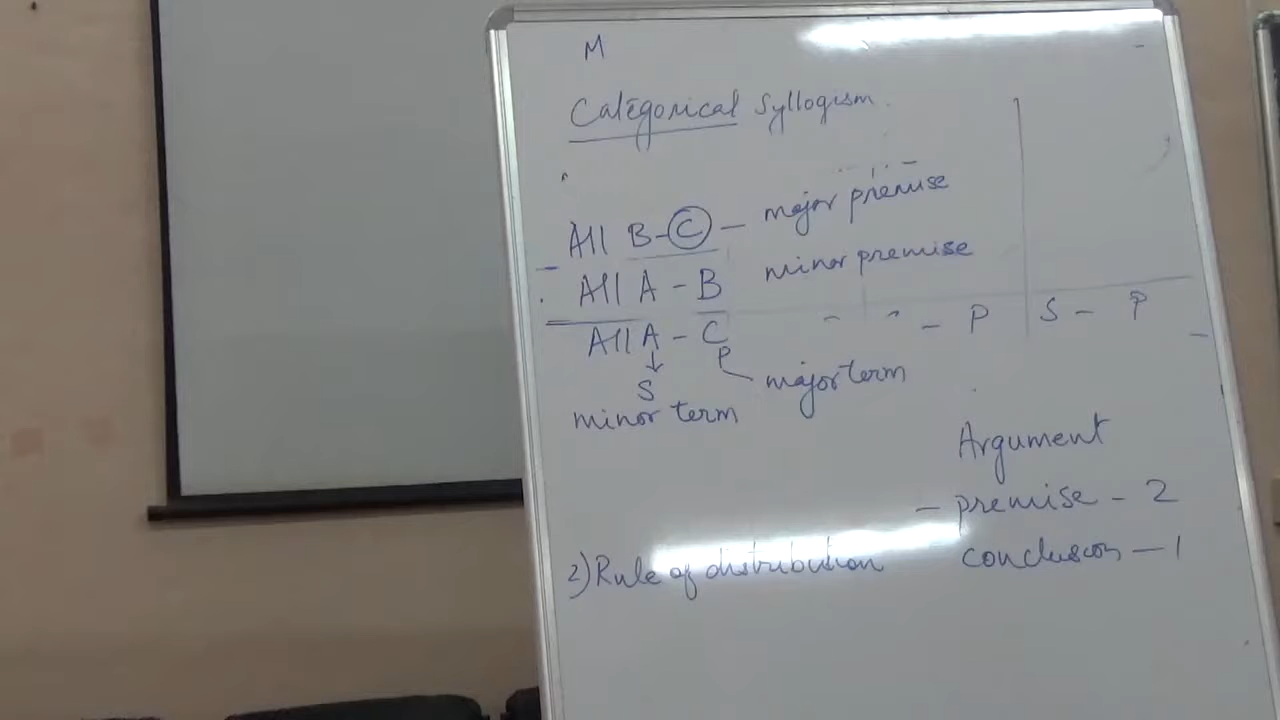 M
Categorical Syllogism.
All B - C - major premise
All A - B minor premise
All A - C
- P S - P
S P major term
minor term
Argument
- premise - 2
2) Rule of distribution conclusion - 1